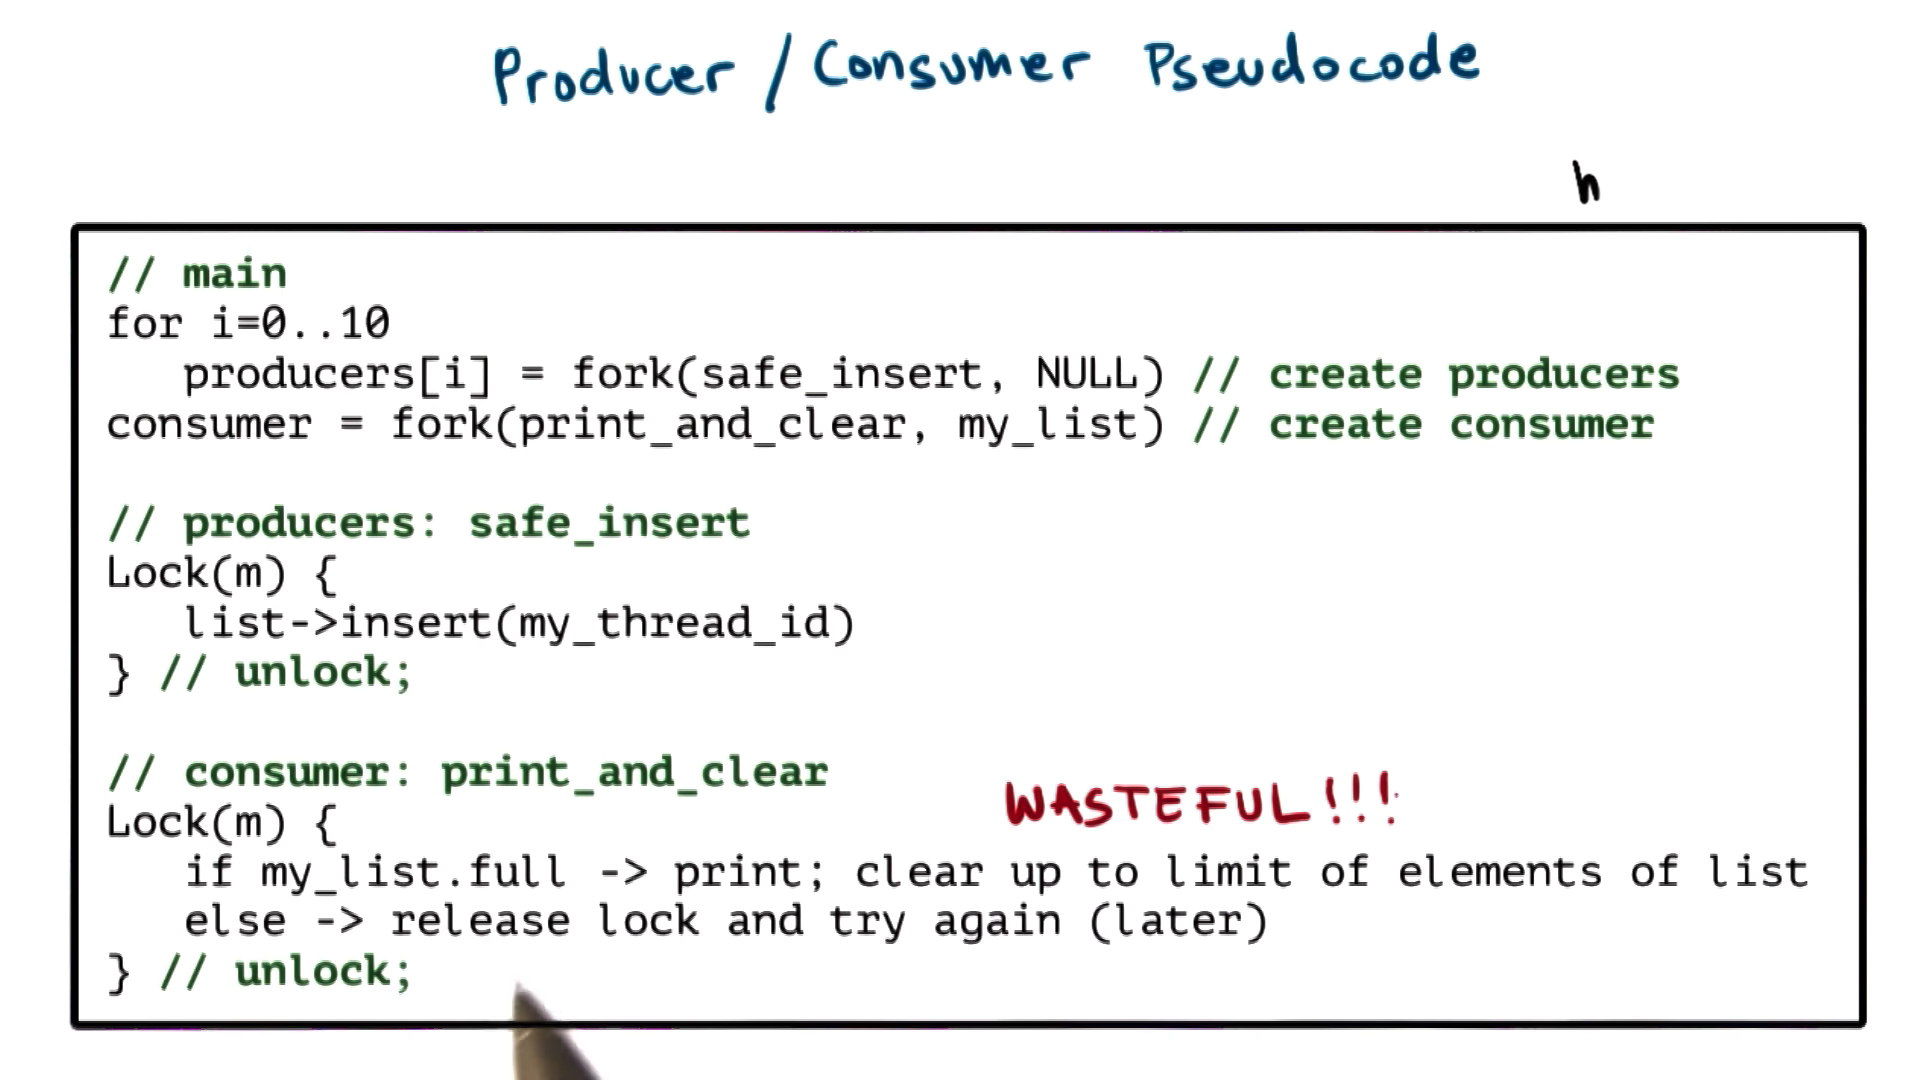 Producer / Consumer Pseudocode
h
// main
for i=0..10
   producers[i] = fork(safe_insert, NULL) // create producers
consumer = fork(print_and_clear, my_list) // create consumer
// producers: safe_insert
Lock(m) {
   list->insert(my_thread_id)
} // unlock;
// consumer: print_and_clear
WASTEFUL!!!
Lock(m) {
   if my_list.full -> print; clear up to limit of elements of list
   else -> release lock and try again (later)
} // unlock;